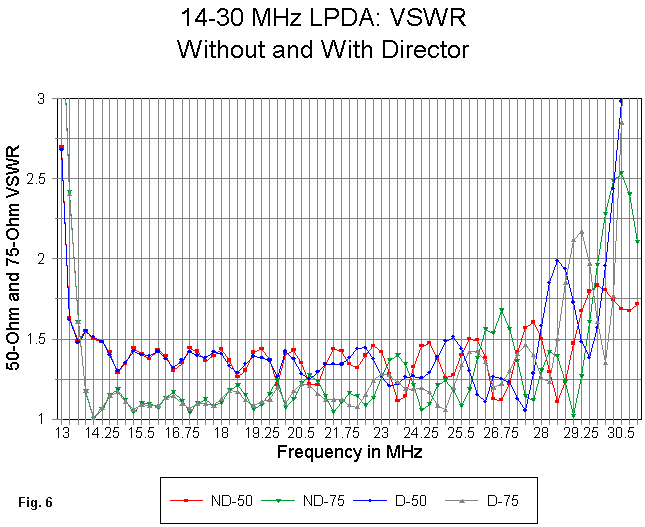 14-30 MHz LPDA: VSWR
Without and With Director
50-Ohm and 75-Ohm VSWR
3
2.5
2
1.5
1
13 14.25 15.5 16.75 18 19.25 20.5 21.75 23 24.25 25.5 26.75 28 29.25 30.5
Frequency in MHz
Fig. 6
ND-50 ND-75 D-50 D-75